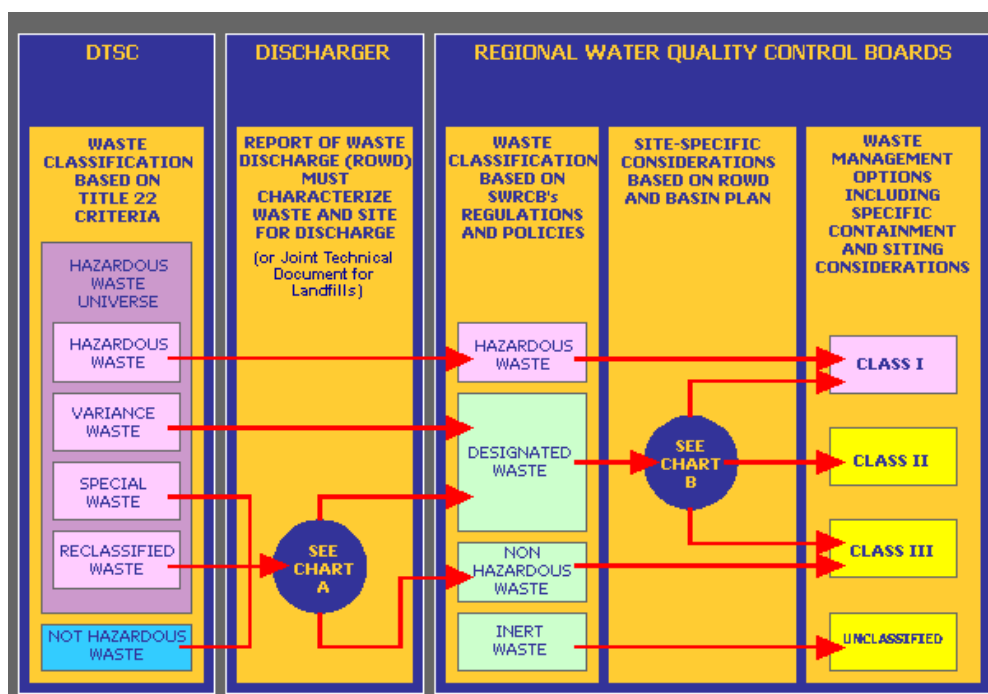 DTSC
DISCHARGER
REGIONAL WATER QUALITY CONTROL BOARDS
WASTE
CLASSIFICATION
BASED ON
TITLE 22
CRITERIA
HAZARDOUS
WASTE
UNIVERSE
HAZARDOUS
WASTE
VARIANCE
WASTE
SPECIAL
WASTE
RECLASSIFIED
WASTE
NOT HAZARDOUS
WASTE
REPORT OF WASTE
DISCHARGE (ROWD)
MUST
CHARACTERIZE
WASTE AND SITE
FOR DISCHARGE
(or Joint Technical
Document for
Landfills)
SEE
CHART
A
WASTE
CLASSIFICATION
BASED ON
SWRCB's
REGULATIONS
AND POLICIES
HAZARDOUS
WASTE
DESIGNATED
WASTE
NON
HAZARDOUS
WASTE
INERT
WASTE
SITE-SPECIFIC
CONSIDERATIONS
BASED ON ROWD
AND BASIN PLAN
SEE
CHART
B
WASTE
MANAGEMENT
OPTIONS
INCLUDING
SPECIFIC
CONTAINMENT
AND SITING
CONSIDERATIONS
CLASS I
CLASS II
CLASS III
UNCLASSIFIED